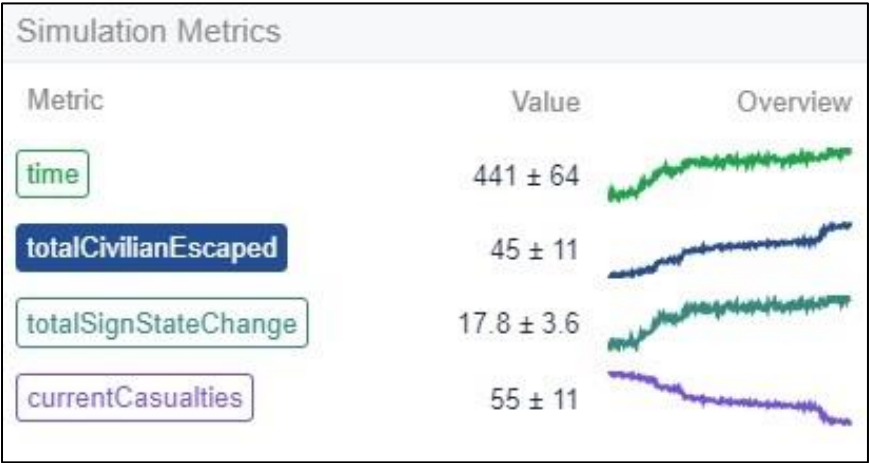 Simulation Metrics
Metric Value Overview
time 441 ± 64
totalCivilianEscaped 45 ± 11
totalSignStateChange 17.8 ± 3.6
currentCasualties 55 ± 11